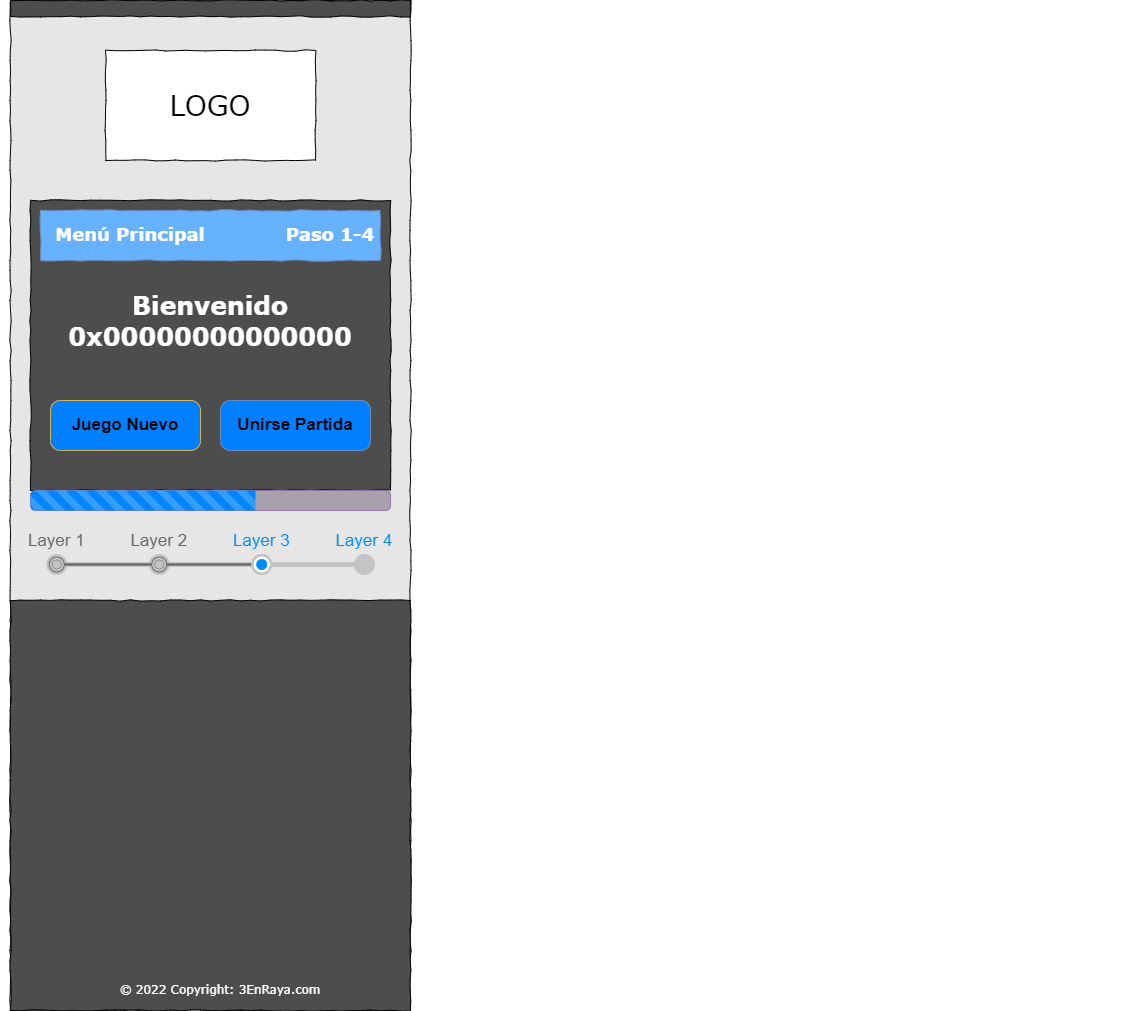 LOGO
Menú Principal Paso 1-4
Bienvenido
0x00000000000000
Juego Nuevo Unirse Partida
Layer 1 Layer 2 Layer 3 Layer 4
© 2022 Copyright: 3EnRaya.com